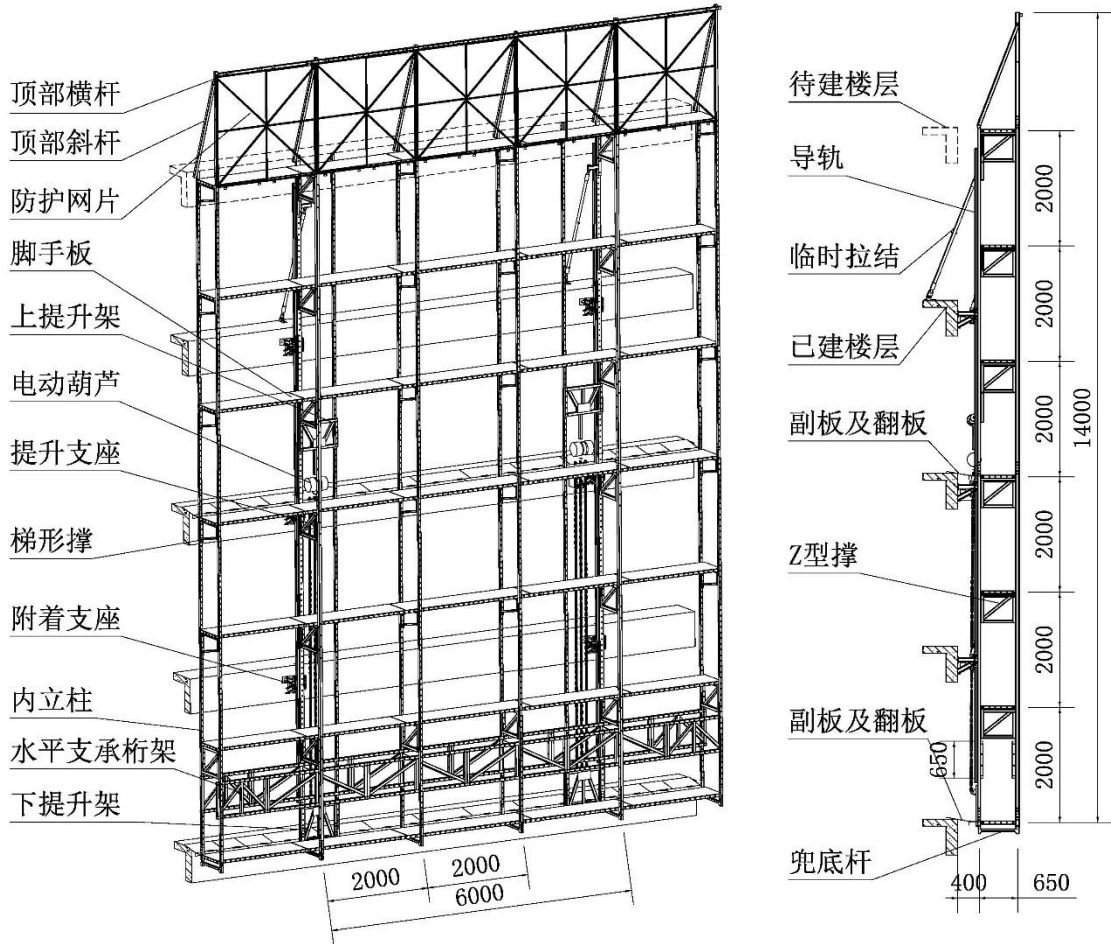 顶部横杆
顶部斜杆
防护网片
脚手板
上提升架
电动葫芦
提升支座
梯形撑
附着支座
内立柱
水平支承桁架
下提升架
2000
2000
6000
待建楼层
导轨
临时拉结
已建楼层
副板及翻板
Z型撑
副板及翻板
兜底杆
2000
2000
2000
2000
2000
2000
14000
650
400
650